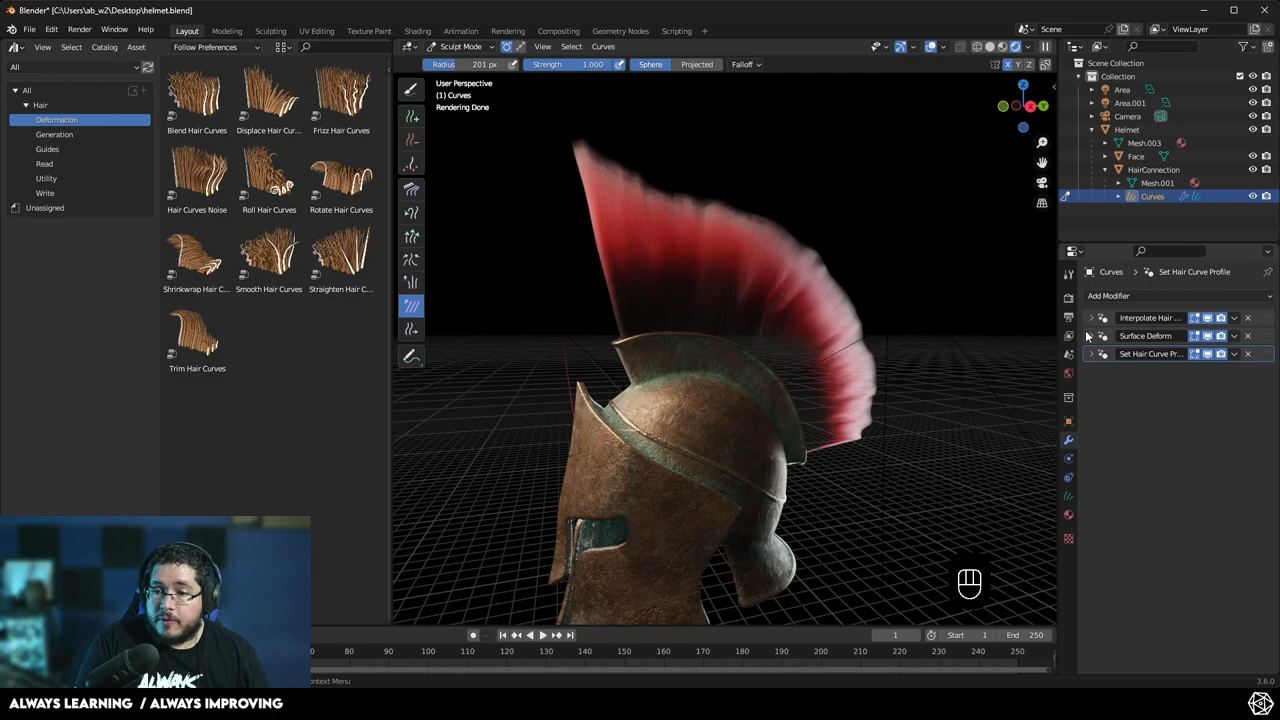 Blender* [C:\Users\ab_w2\Desktop\helmet.blend]
File Edit Render Window Help
Layout Modeling Sculpting UV Editing Texture Paint Shading Animation Rendering Compositing Geometry Nodes Scripting +
Scene ViewLayer
View Select Catalog Asset Follow Preferences
Sculpt Mode View Select Curves
All
Radius 201 px Strength 1.000 Sphere Projected Falloff X Y Z
All
Hair
Deformation
Generation
Guides
Read
Utility
Write
Unassigned
Blend Hair Curves Displace Hair Cur... Frizz Hair Curves
Hair Curves Noise Roll Hair Curves Rotate Hair Curves
Shrinkwrap Hair C... Smooth Hair Curves Straighten Hair C...
Trim Hair Curves
User Perspective
(1) Curves
Rendering Done
Z
X
Y
Scene Collection
Collection
Area
Area.001
Camera
Helmet
Mesh.003
Face
HairConnection
Mesh.001
Curves
Curves > Set Hair Curve Profile
Add Modifier
Interpolate Hair ...
Surface Deform
Set Hair Curve Pr...
1 Start 1 End 250
80 90 100 110 120 130 140 150 160 170 180 190 200 210 220 230 240 250
ontext Menu
3.6.0
ALWAYS LEARNING / ALWAYS IMPROVING